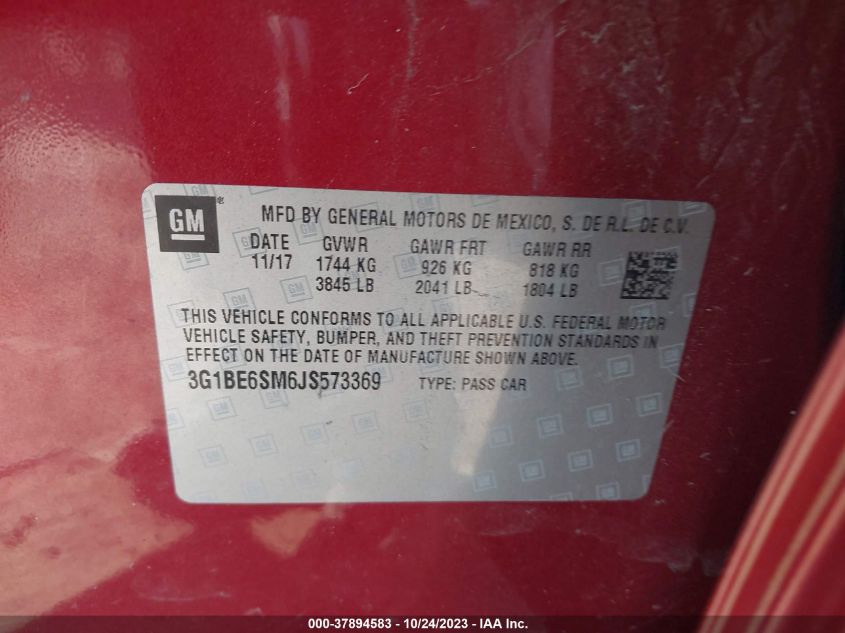 GM
MFD BY GENERAL MOTORS DE MEXICO, S. DE R.L. DE C.V.
DATE GVWR GAWR FRT GAWR RR
11/17 1744 KG 926 KG 818 KG
3845 LB 2041 LB 1804 LB
THIS VEHICLE CONFORMS TO ALL APPLICABLE U.S. FEDERAL MOTOR
VEHICLE SAFETY, BUMPER, AND THEFT PREVENTION STANDARDS IN
EFFECT ON THE DATE OF MANUFACTURE SHOWN ABOVE.
3G1BE6SM6JS573369 TYPE: PASS CAR
000-37894583 - 10/24/2023 - IAA Inc.